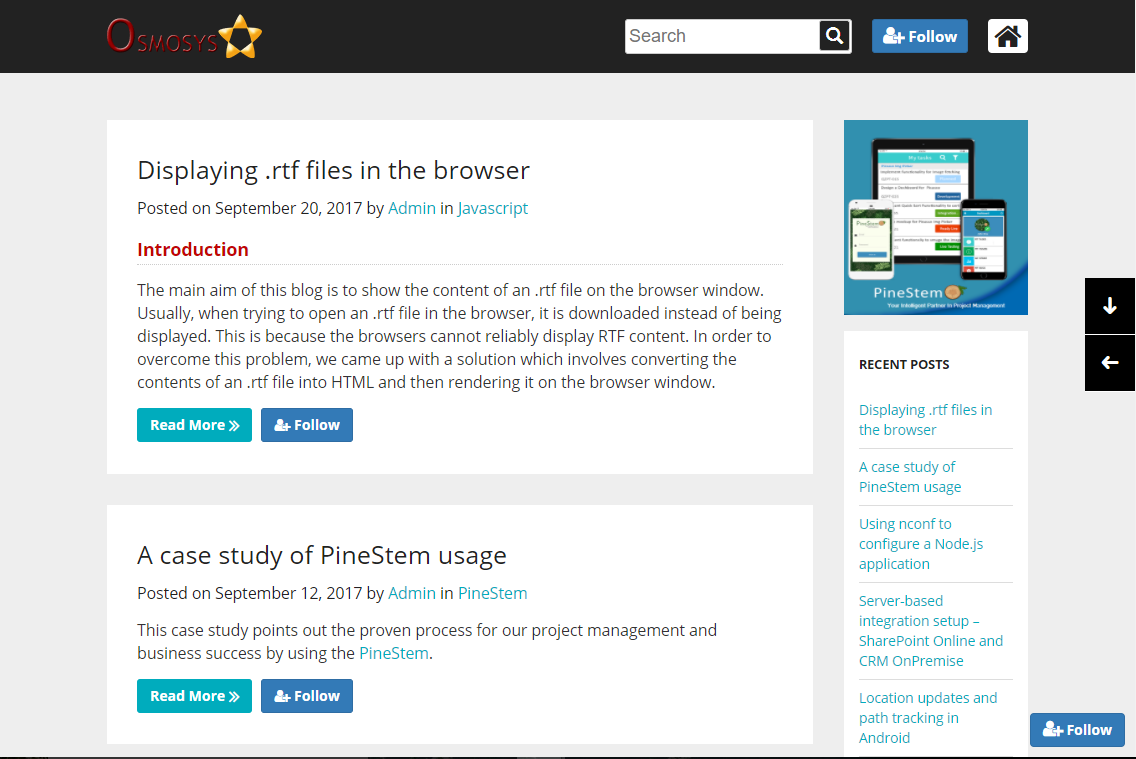 OSMOSYS
Search
Follow
Displaying .rtf files in the browser
Posted on September 20, 2017 by Admin in Javascript
Introduction
The main aim of this blog is to show the content of an .rtf file on the browser window.
Usually, when trying to open an .rtf file in the browser, it is downloaded instead of being
displayed. This is because the browsers cannot reliably display RTF content. In order to
overcome this problem, we came up with a solution which involves converting the
contents of an .rtf file into HTML and then rendering it on the browser window.
Read More
Follow
A case study of PineStem usage
Posted on September 12, 2017 by Admin in PineStem
This case study points out the proven process for our project management and
business success by using the PineStem.
Read More
Follow
My tasks
PineStem
PineStem
Your Intelligent Partner in Project Management
RECENT POSTS
Displaying .rtf files in
the browser
A case study of
PineStem usage
Using nconf to
configure a Node.js
application
Server-based
integration setup –
SharePoint Online and
CRM OnPremise
Location updates and
path tracking in
Android
Follow